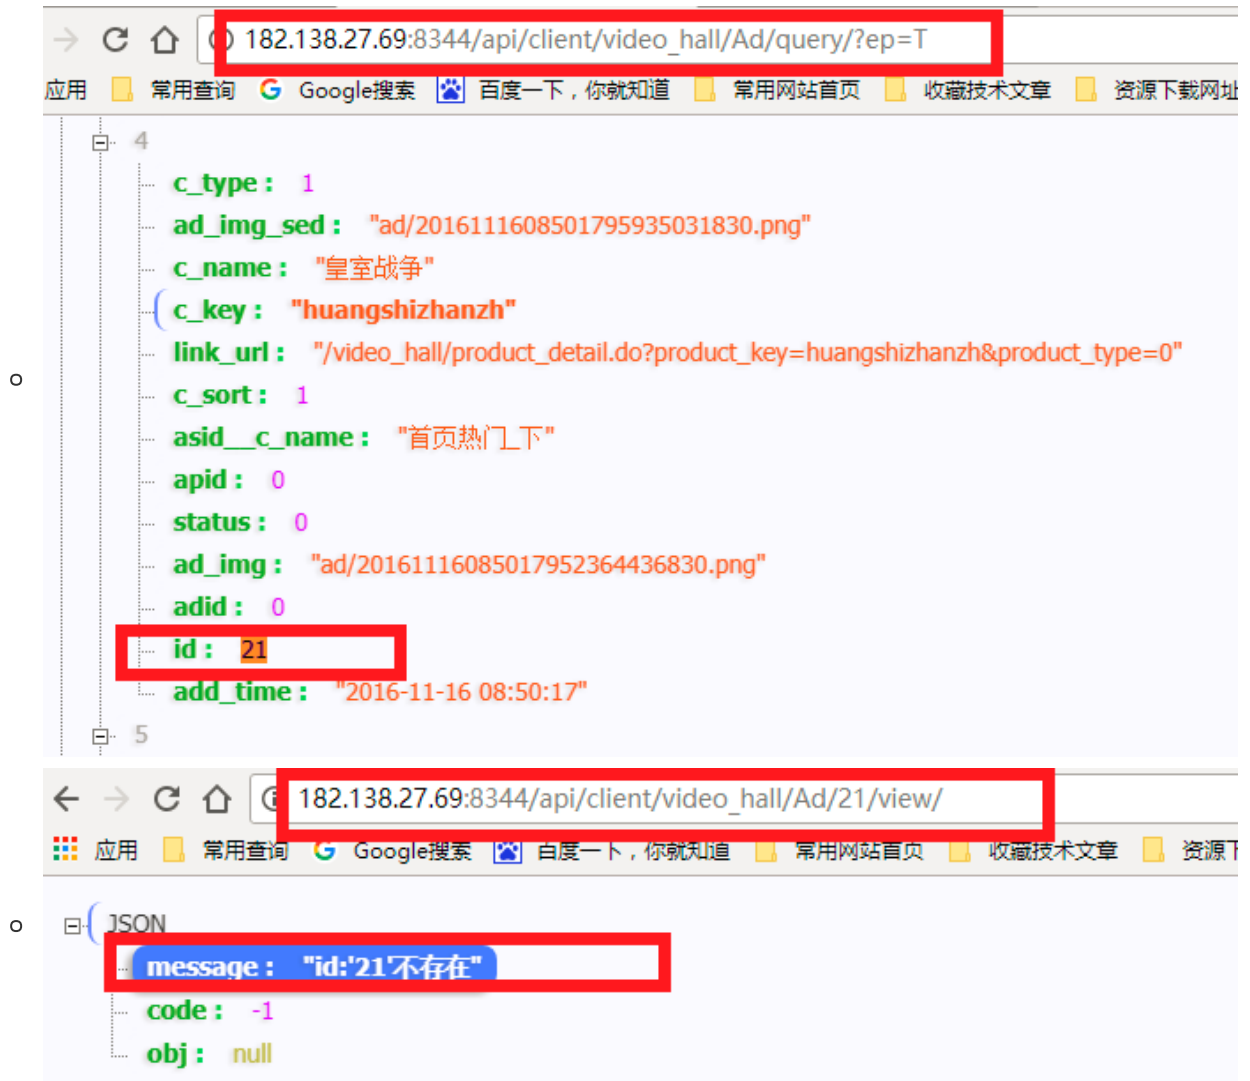 182.138.27.69:8344/api/client/video_hall/Ad/query/?ep=T
应用 常用查询 Google搜索 百度一下，你就知道 常用网站首页 收藏技术文章 资源下载网址
4
c_type : 1
ad_img_sed : "ad/2016111608501795935031830.png"
c_name : "皇室战争"
c_key : "huangshizhanzh"
link_url : "/video_hall/product_detail.do?product_key=huangshizhanzh&product_type=0"
c_sort : 1
asid__c_name : "首页热门_下"
apid : 0
status : 0
ad_img : "ad/20161116085017952364436830.png"
adid : 0
id : 21
add_time : "2016-11-16 08:50:17"
5
182.138.27.69:8344/api/client/video_hall/Ad/21/view/
应用 常用查询 Google搜索 百度一下，你就知道 常用网站首页 收藏技术文章 资源下
JSON
message : "id:'21'不存在"
code : -1
obj : null